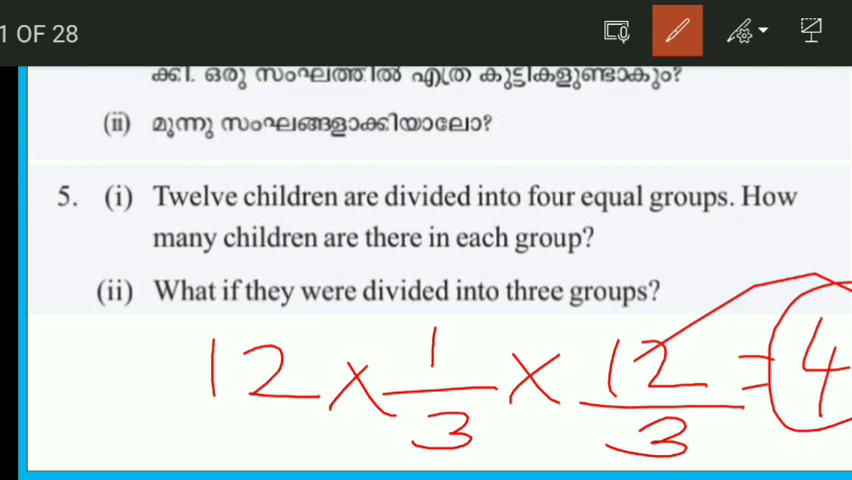 1 OF 28
ക്കി. ഒരു സംഘത്തിൽ എത്ര കുട്ടികളുണ്ടാകും?
(ii) മൂന്നു സംഘങ്ങളാക്കിയാലോ?
5. (i) Twelve children are divided into four equal groups. How
many children are there in each group?
(ii) What if they were divided into three groups?
12 × 1/3 × 12/3 = 4